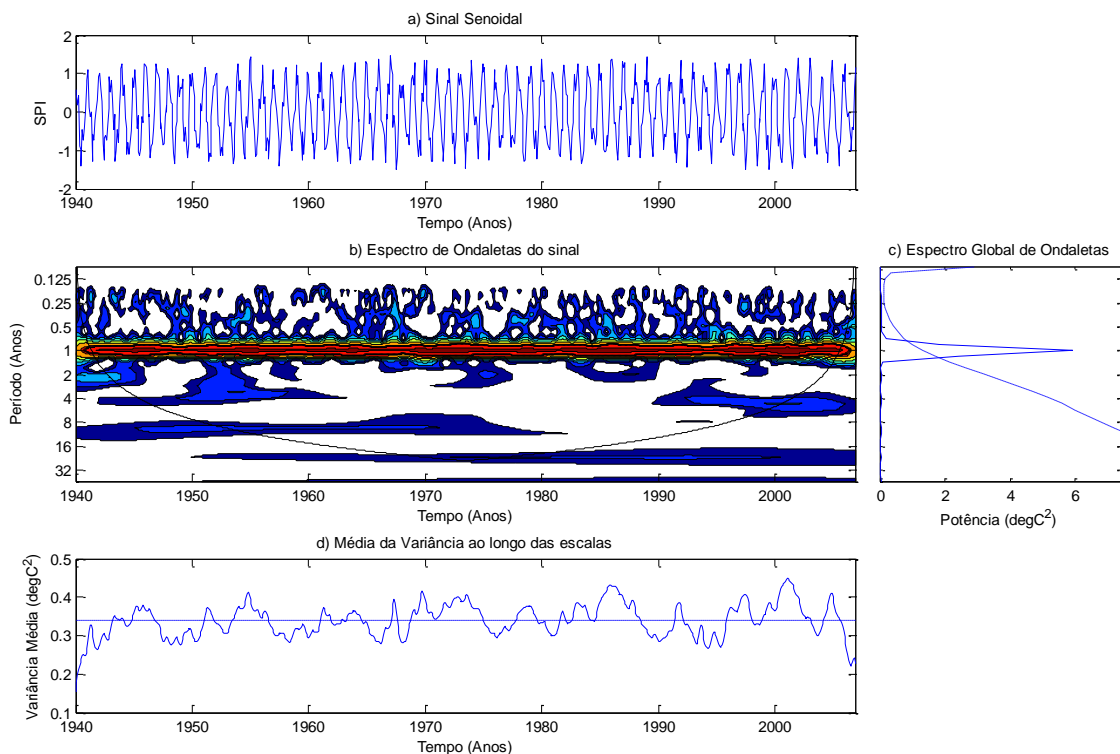 a) Sinal Senoidal
2
1
0
-1
-2
SPI
1940 1950 1960 1970 1980 1990 2000
Tempo (Anos)
b) Espectro de Ondaletas do sinal
0.125
0.25
0.5
1
2
4
8
16
32
Período (Anos)
1940 1950 1960 1970 1980 1990 2000
Tempo (Anos)
c) Espectro Global de Ondaletas
0 2 4 6
Potência (degC²)
d) Média da Variância ao longo das escalas
0.5
0.4
0.3
0.2
0.1
Variância Média (degC²)
1940 1950 1960 1970 1980 1990 2000
Tempo (Anos)